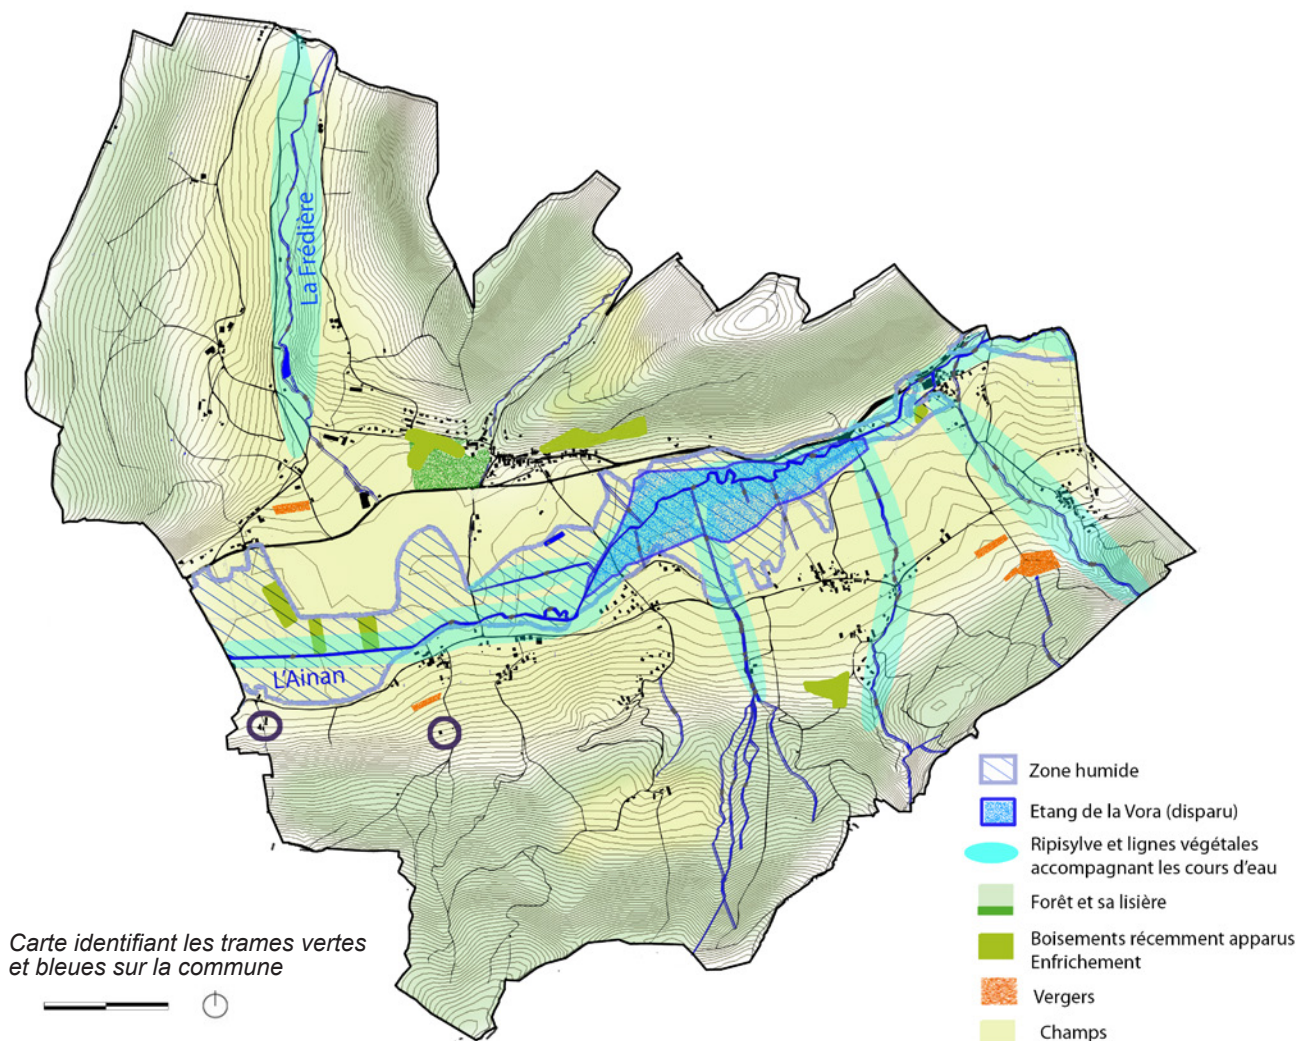 La Frédière
L'Ainan
Zone humide
Etang de la Vora (disparu)
Ripisylve et lignes végétales
accompagnant les cours d'eau
Forêt et sa lisière
Boisements récemment apparus
Enfrichement
Vergers
Champs
Carte identifiant les trames vertes
et bleues sur la commune